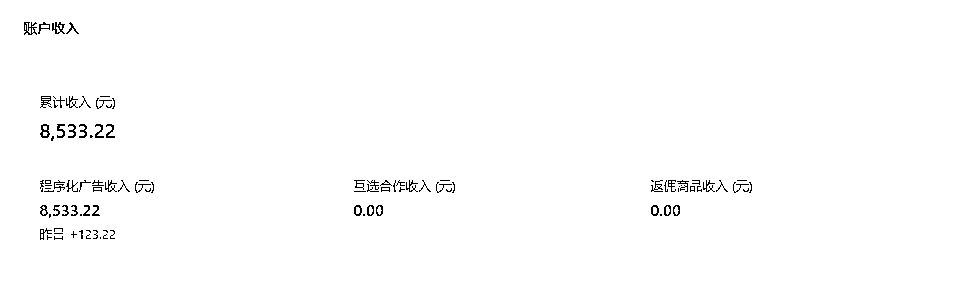 账户收入
累计收入 (元)
8,533.22
程序化广告收入 (元) 互选合作收入 (元) 返佣商品收入 (元)
8,533.22 0.00 0.00
昨日 +123.22